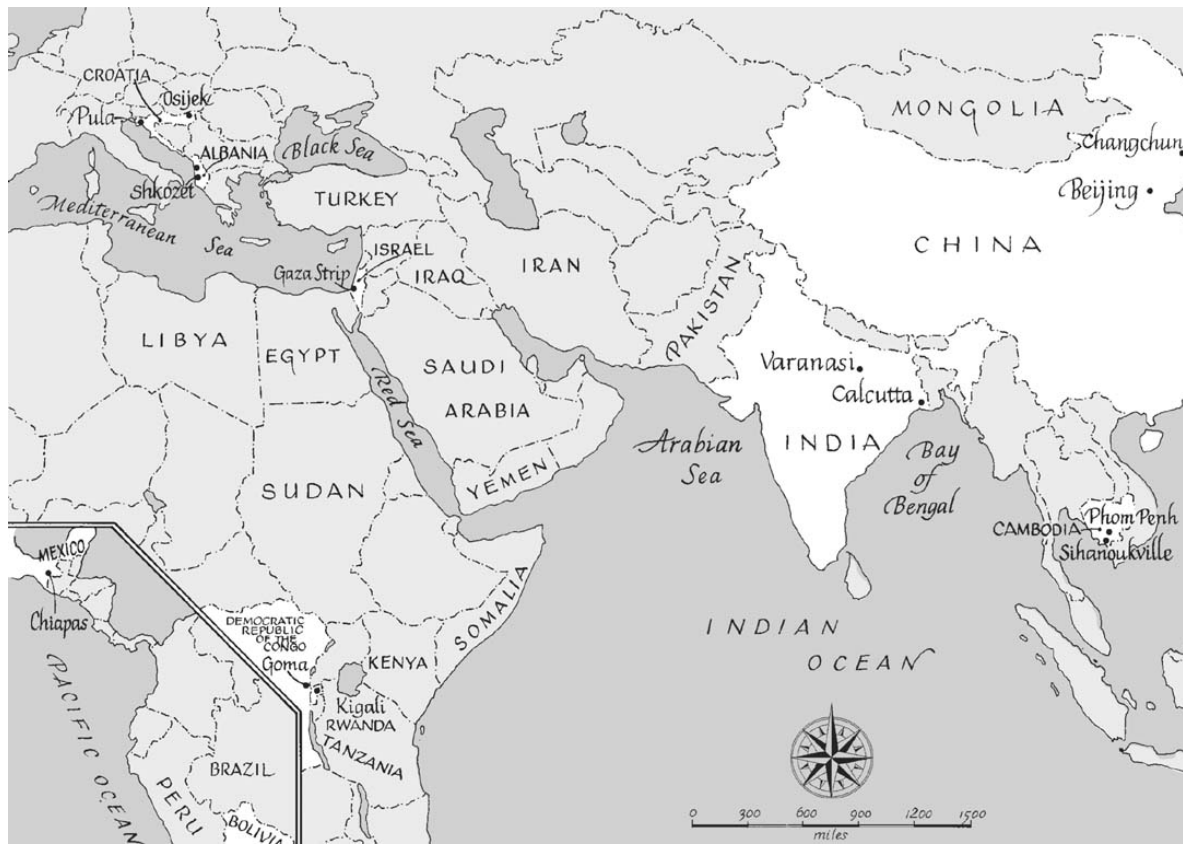 CROATIA
Osijek
Pula
ALBANIA
Shkozet
Black Sea
TURKEY
Mediterranean
Sea
ISRAEL
Gaza Strip
IRAQ
IRAN
PAKISTAN
MONGOLIA
Changchun
Beijing
CHINA
LIBYA
EGYPT
Red Sea
SAUDI
ARABIA
YEMEN
Varanasi
Calcutta
INDIA
Arabian
Sea
Bay
of
Bengal
SUDAN
CAMBODIA
Phom Penh
Sihanoukville
MEXICO
Chiapas
DEMOCRATIC
REPUBLIC
OF THE
CONGO
Goma
KENYA
SOMALIA
Kigali
RWANDA
TANZANIA
INDIAN
OCEAN
PACIFIC OCEAN
BRAZIL
PERU
BOLIVIA
0 300 600 900 1200 1500
miles